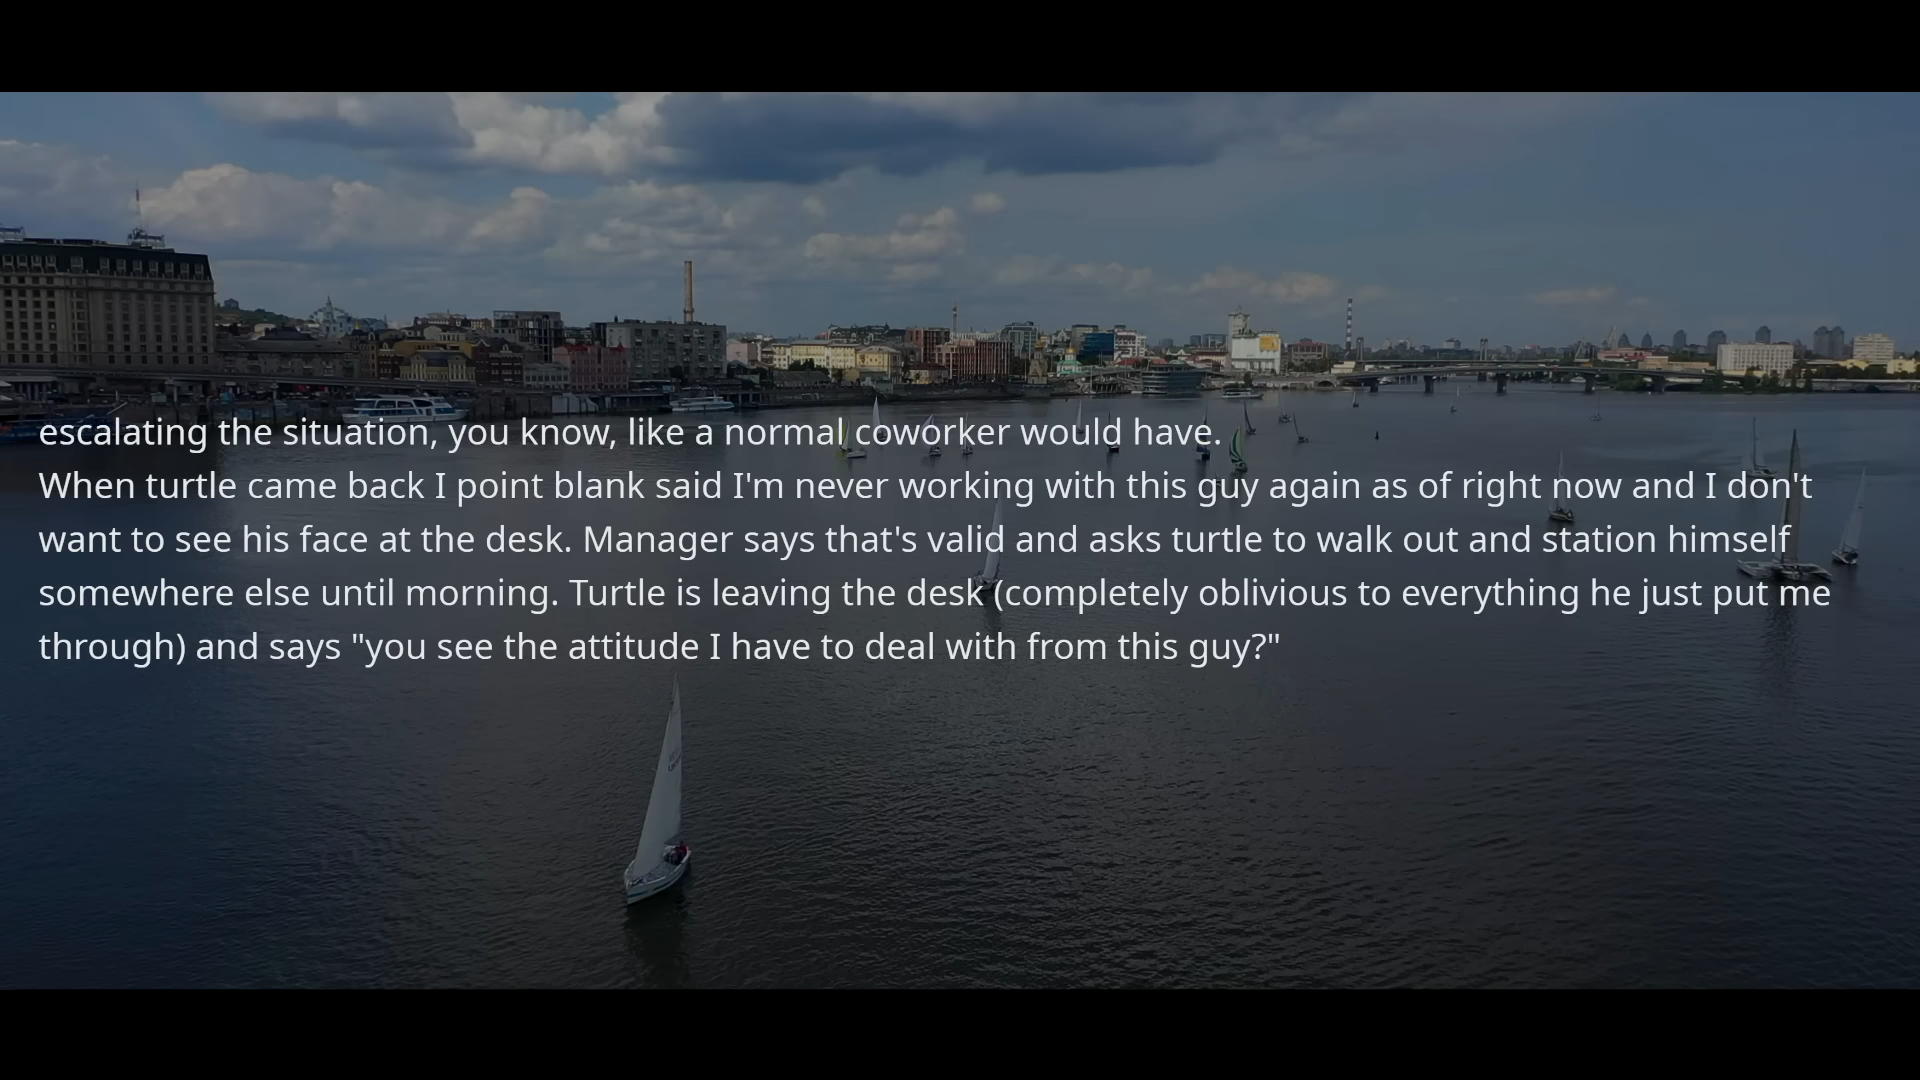 escalating the situation, you know, like a normal coworker would have.
When turtle came back I point blank said I'm never working with this guy again as of right now and I don't
want to see his face at the desk. Manager says that's valid and asks turtle to walk out and station himself
somewhere else until morning. Turtle is leaving the desk (completely oblivious to everything he just put me
through) and says "you see the attitude I have to deal with from this guy?"